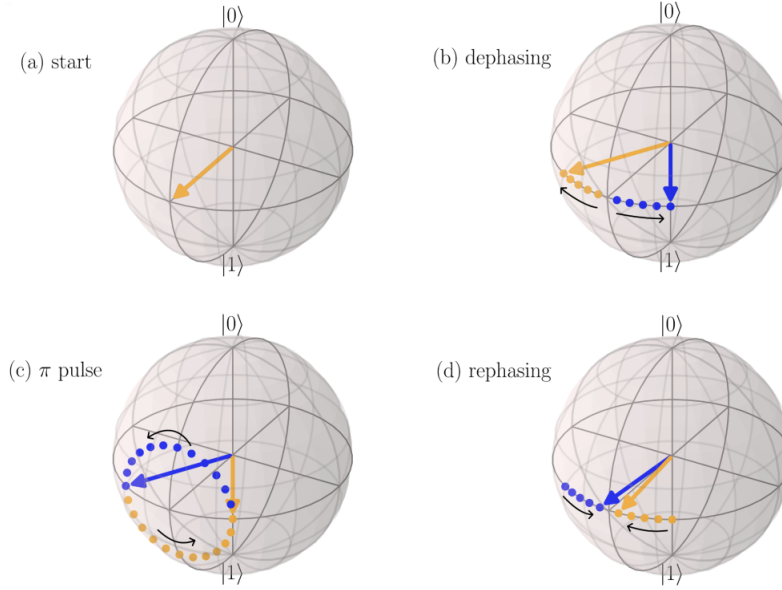 |0⟩
(a) start
|1⟩
|0⟩
(b) dephasing
|1⟩
|0⟩
(c) π pulse
|1⟩
|0⟩
(d) rephasing
|1⟩